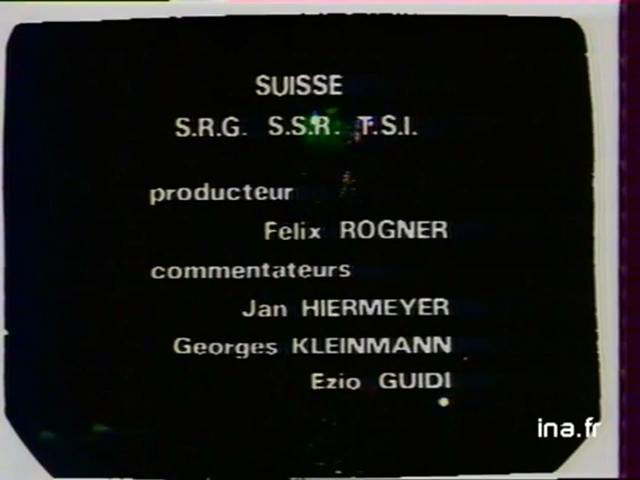 SUISSE
S.R.G. S.S.R. T.S.I.
producteur
Felix ROGNER
commentateurs
Jan HIERMEYER
Georges KLEINMANN
Ezio GUIDI
ina.fr